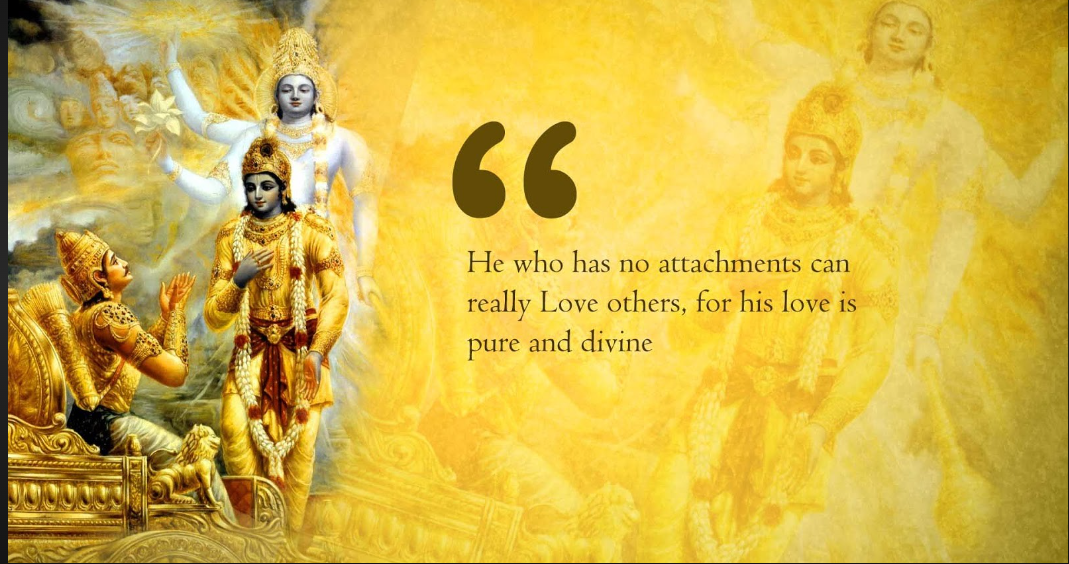 “
He who has no attachments can
really Love others, for his love is
pure and divine